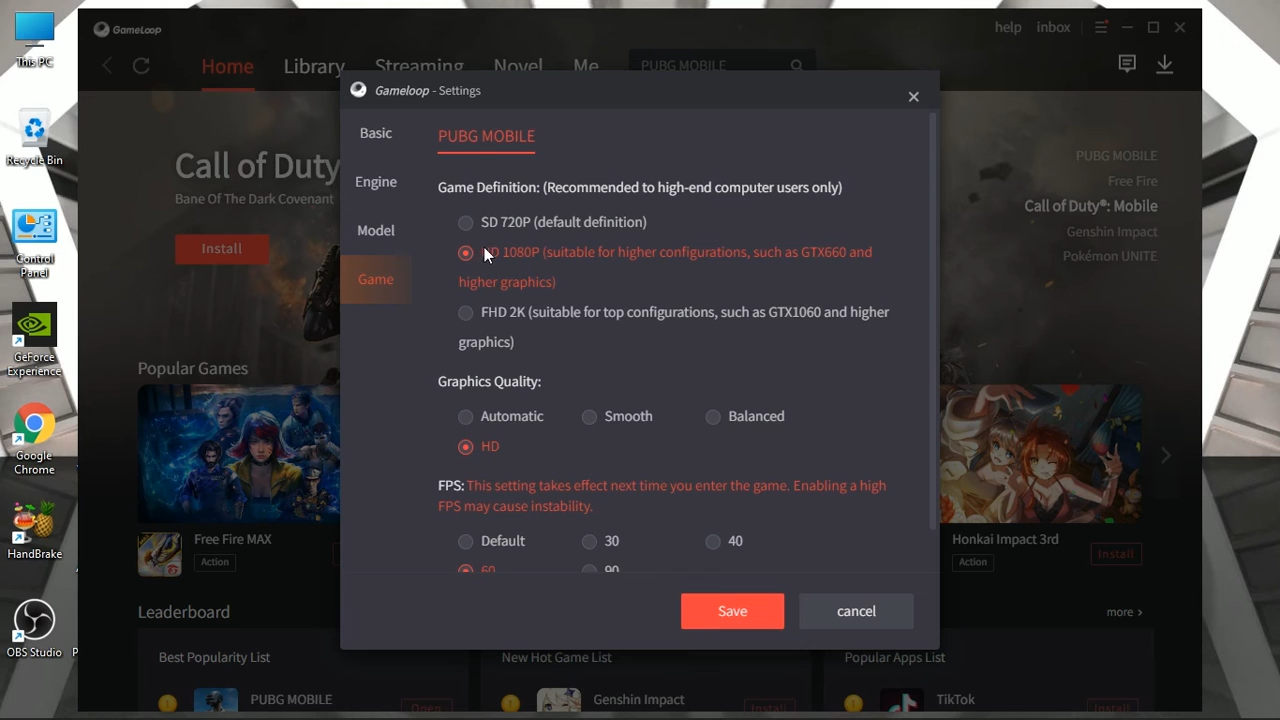 This PC
Recycle Bin
Control
Panel
GeForce
Experience
Google
Chrome
HandBrake
OBS Studio
P
GameLoop
help
inbox
Home
Library
Streaming
Novel
Me
PUBG MOBILE
Call of Duty
Bane Of The Dark Covenant
Install
PUBG MOBILE
Free Fire
Call of Duty®: Mobile
Genshin Impact
Pokémon UNITE
Popular Games
Free Fire MAX
Action
Honkai Impact 3rd
Action
Install
Leaderboard
more >
Best Popularity List
New Hot Game List
Popular Apps List
PUBG MOBILE
Open
Genshin Impact
Install
TikTok
Install
Gameloop - Settings
Basic
Engine
Model
Game
PUBG MOBILE
Game Definition: (Recommended to high-end computer users only)
SD 720P (default definition)
1080P (suitable for higher configurations, such as GTX660 and
higher graphics)
FHD 2K (suitable for top configurations, such as GTX1060 and higher
graphics)
Graphics Quality:
Automatic
Smooth
Balanced
HD
FPS: This setting takes effect next time you enter the game. Enabling a high
FPS may cause instability.
Default
30
40
60
90
Save
cancel